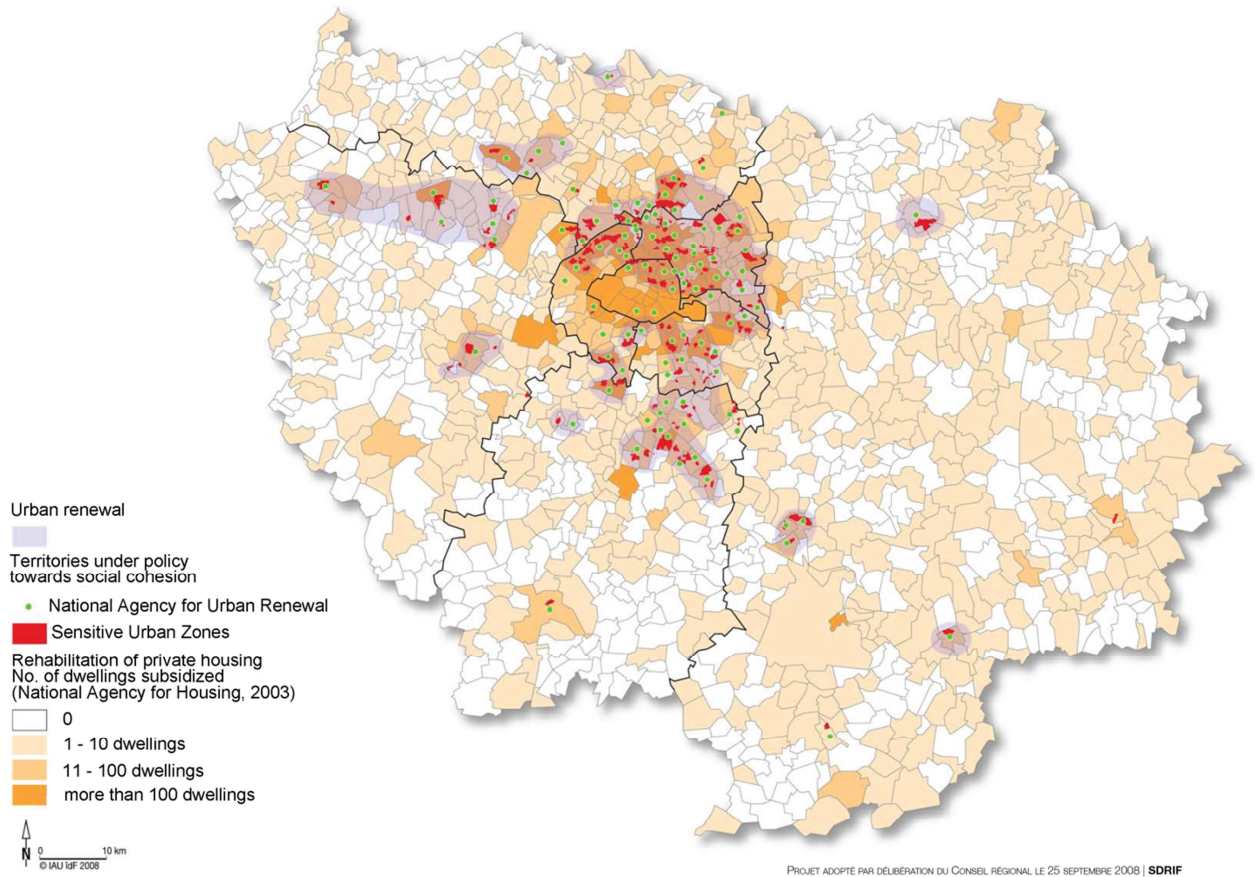 Urban renewal
Territories under policy
towards social cohesion
National Agency for Urban Renewal
Sensitive Urban Zones
Rehabilitation of private housing
No. of dwellings subsidized
(National Agency for Housing, 2003)
0
1 - 10 dwellings
11 - 100 dwellings
more than 100 dwellings
N
0 10 km
© IAU îdF 2008
PROJET ADOPTÉ PAR DÉLIBÉRATION DU CONSEIL RÉGIONAL LE 25 SEPTEMBRE 2008 | SDRIF